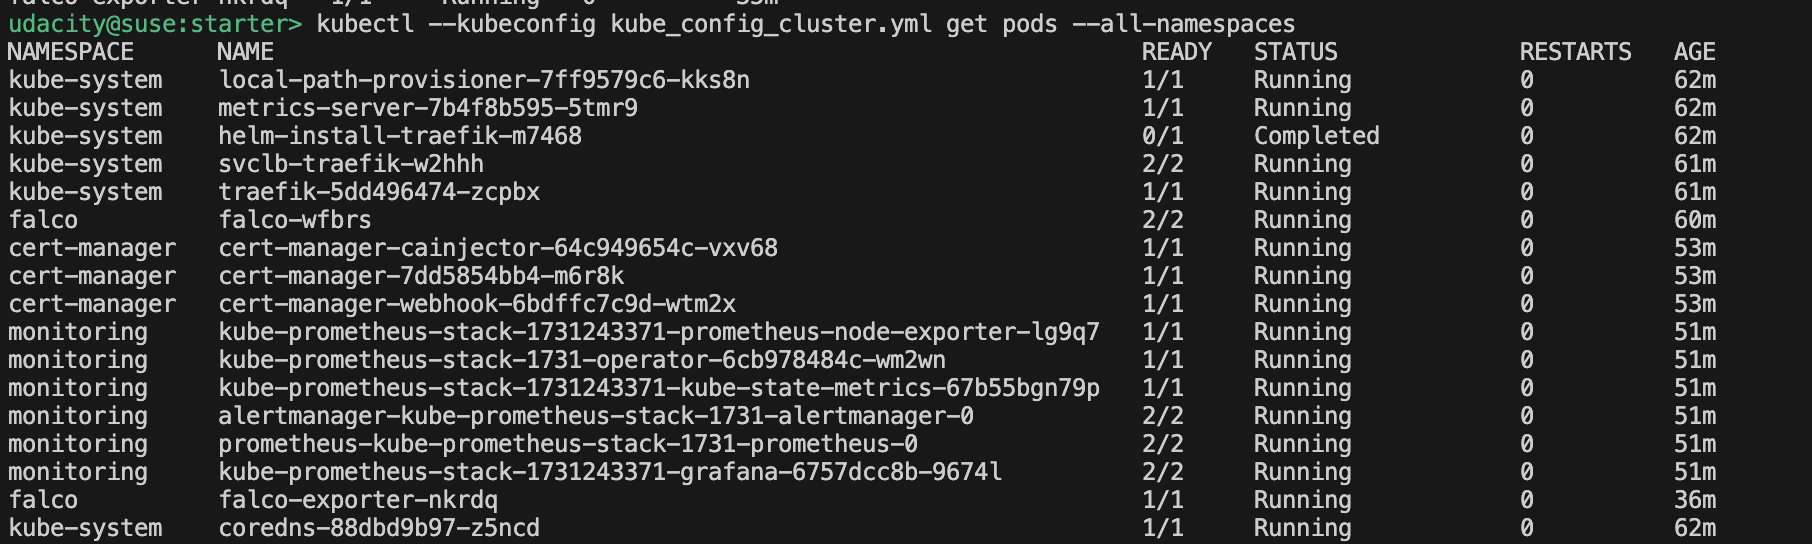 falco-exporter-nkrdq   1/1     Running   0          35m
udacity@suse:starter> kubectl --kubeconfig kube_config_cluster.yml get pods --all-namespaces
NAMESPACE      NAME                                                              READY   STATUS             RESTARTS   AGE
kube-system    local-path-provisioner-7ff9579c6-kks8n                            1/1     Running            0          62m
kube-system    metrics-server-7b4f8b595-5tmr9                                    1/1     Running            0          62m
kube-system    helm-install-traefik-m7468                                        0/1     Completed          0          62m
kube-system    svclb-traefik-w2hhh                                               2/2     Running            0          61m
kube-system    traefik-5dd496474-zcpbx                                           1/1     Running            0          61m
falco          falco-wfbrs                                                       2/2     Running            0          60m
cert-manager   cert-manager-cainjector-64c949654c-vxv68                          1/1     Running            0          53m
cert-manager   cert-manager-7dd5854bb4-m6r8k                                     1/1     Running            0          53m
cert-manager   cert-manager-webhook-6bdffc7c9d-wtm2x                             1/1     Running            0          53m
monitoring     kube-prometheus-stack-1731243371-prometheus-node-exporter-lg9q7   1/1     Running            0          51m
monitoring     kube-prometheus-stack-1731-operator-6cb978484c-wm2wn              1/1     Running            0          51m
monitoring     kube-prometheus-stack-1731243371-kube-state-metrics-67b55bgn79p   1/1     Running            0          51m
monitoring     alertmanager-kube-prometheus-stack-1731-alertmanager-0            2/2     Running            0          51m
monitoring     prometheus-kube-prometheus-stack-1731-prometheus-0                2/2     Running            0          51m
monitoring     kube-prometheus-stack-1731243371-grafana-6757dcc8b-9674l          2/2     Running            0          51m
falco          falco-exporter-nkrdq                                              1/1     Running            0          36m
kube-system    coredns-88dbd9b97-z5ncd                                           1/1     Running            0          62m